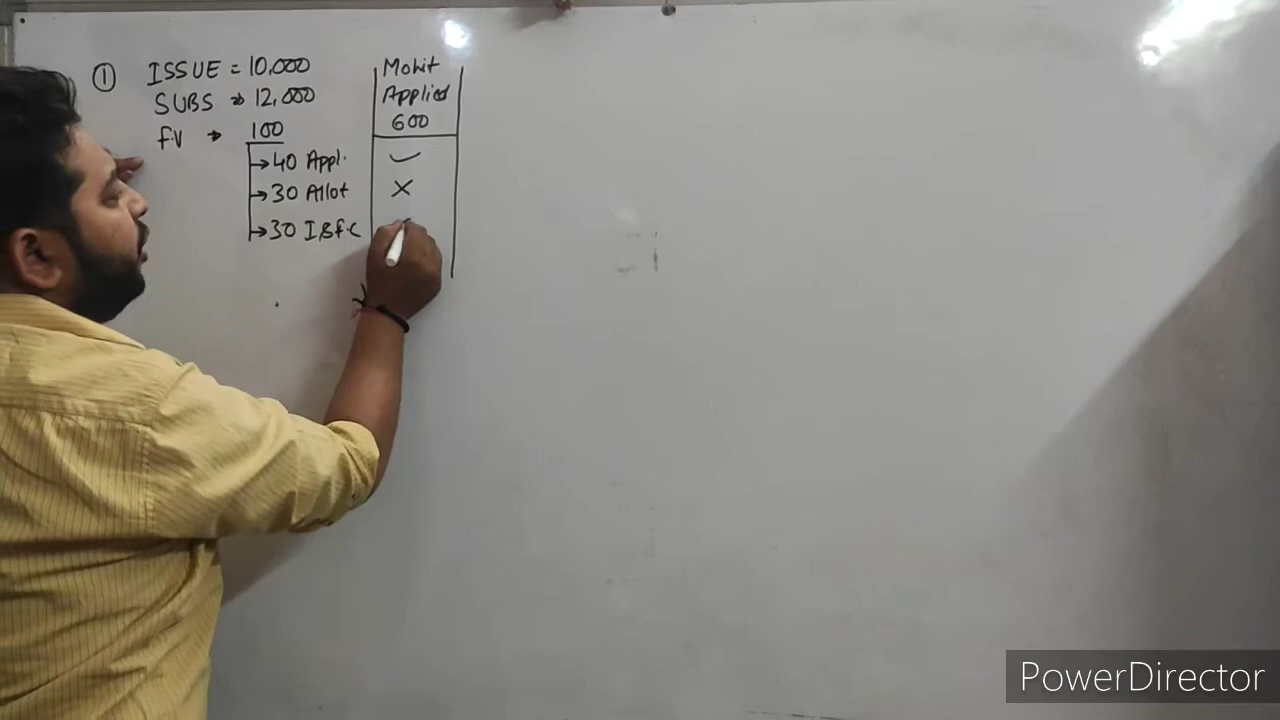 ① ISSUE = 10,000
SUBS → 12,000
f.v → 100
→ 40 Appl.
→ 30 Allot
→ 30 I & f.c
Mohit
Applied
600
✓
×
PowerDirector